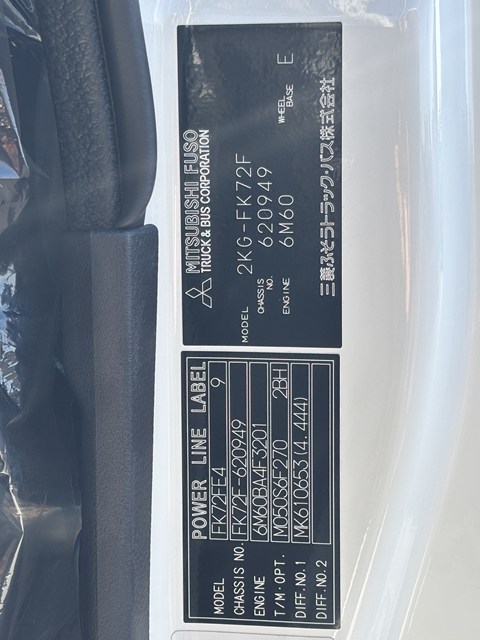 MITSUBISHI FUSO
TRUCK & BUS CORPORATION
MODEL 2KG-FK72F
CHASSIS NO. 620949
ENGINE 6M60 WHEEL BASE E
三菱ふそうトラック・バス株式会社
POWER LINE LABEL
MODEL FK72FE4 9
CHASSIS NO. FK72F-620949
ENGINE 6M60BA4F3201
T/M·OPT. M050S6F270 2BH
DIFF.NO.1 MK610653(4.444)
DIFF.NO.2